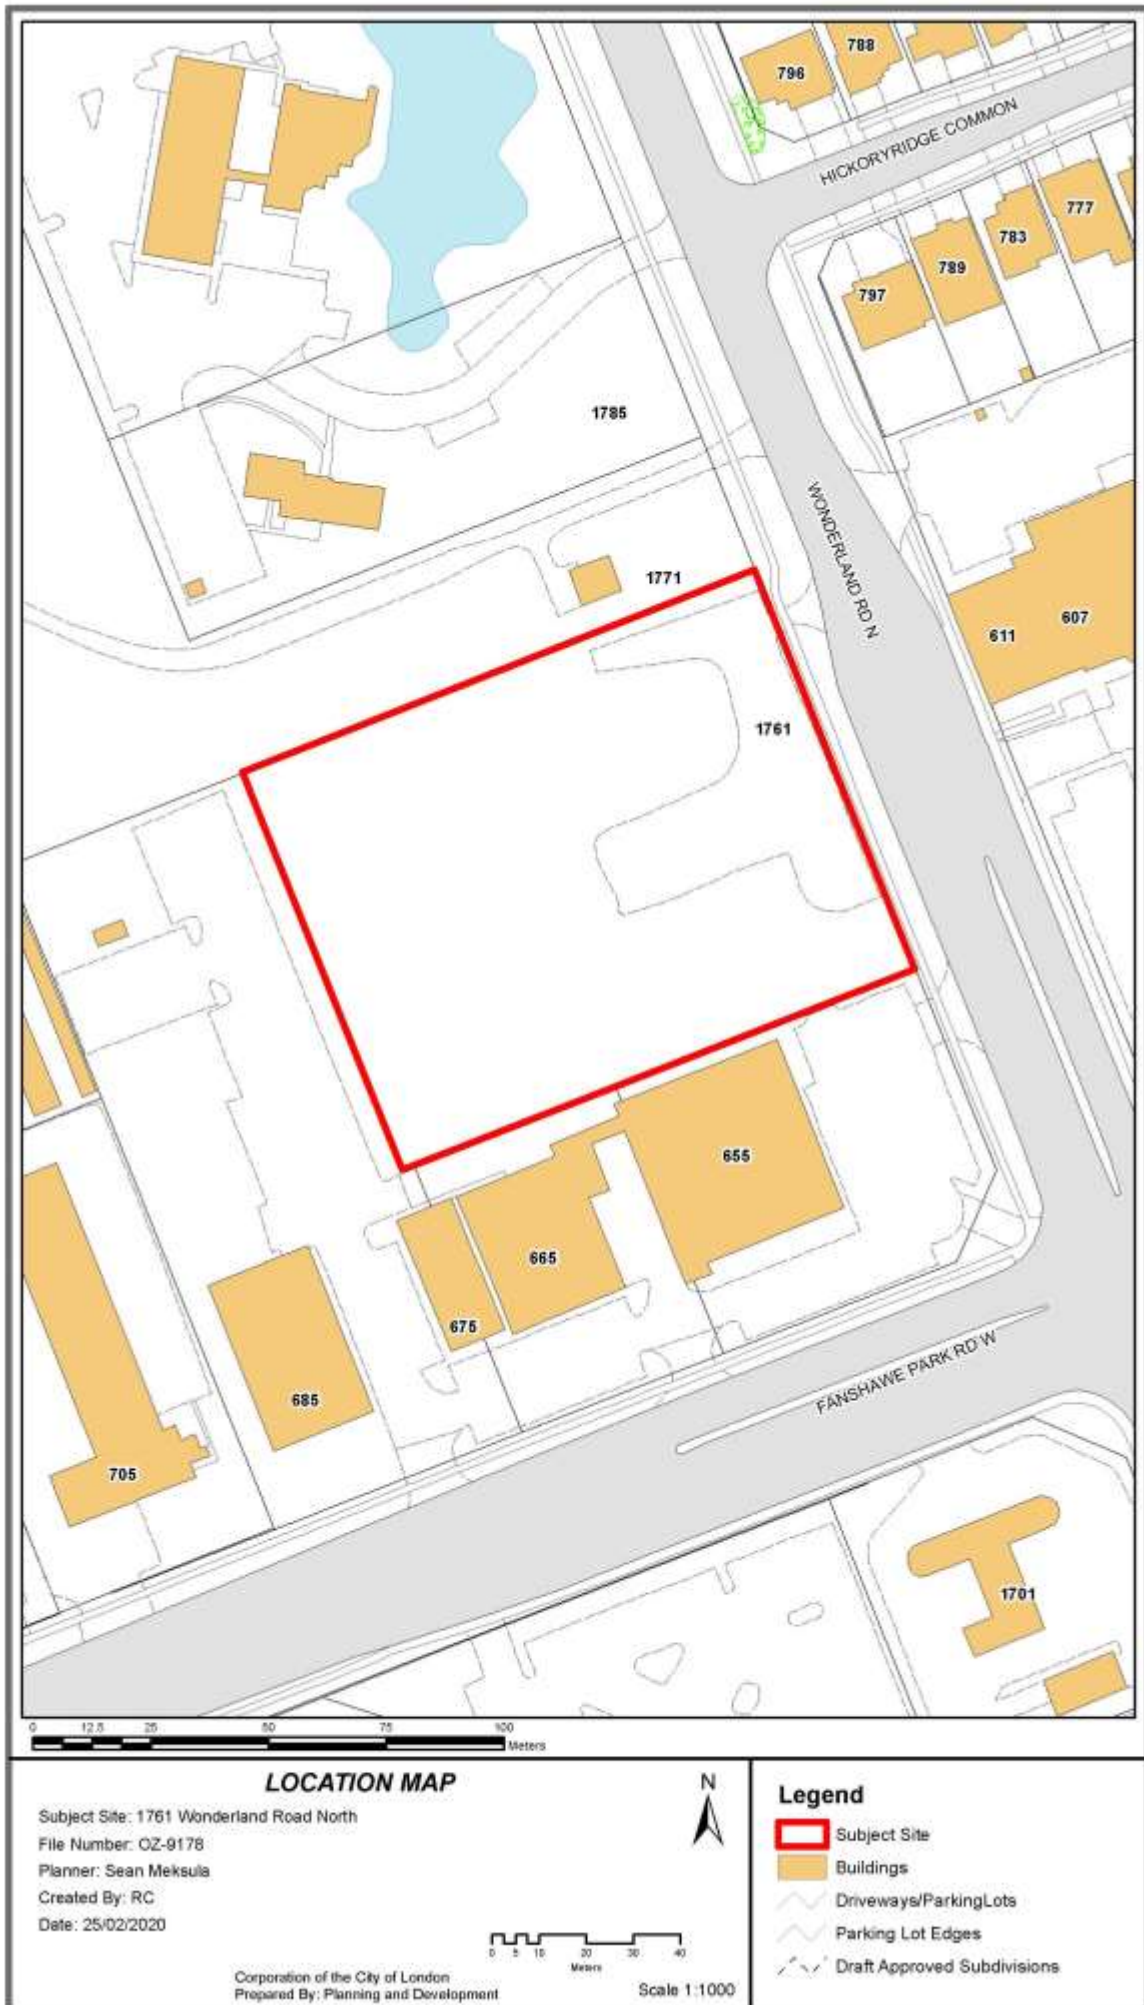 788
796
HICKORYRIDGE COMMON
777
783
789
797
1785
WONDERLAND RD N
1771
607
611
1761
655
665
675
685
FANSHAWE PARK RD W
705
1701
0 12.5 25 50 75 100
Meters
LOCATION MAP
Subject Site: 1761 Wonderland Road North
File Number: OZ-9178
Planner: Sean Meksula
Created By: RC
Date: 25/02/2020
N
0 5 10 20 30 40
Meters
Corporation of the City of London
Prepared By: Planning and Development
Scale 1:1000
Legend
Subject Site
Buildings
Driveways/ParkingLots
Parking Lot Edges
Draft Approved Subdivisions